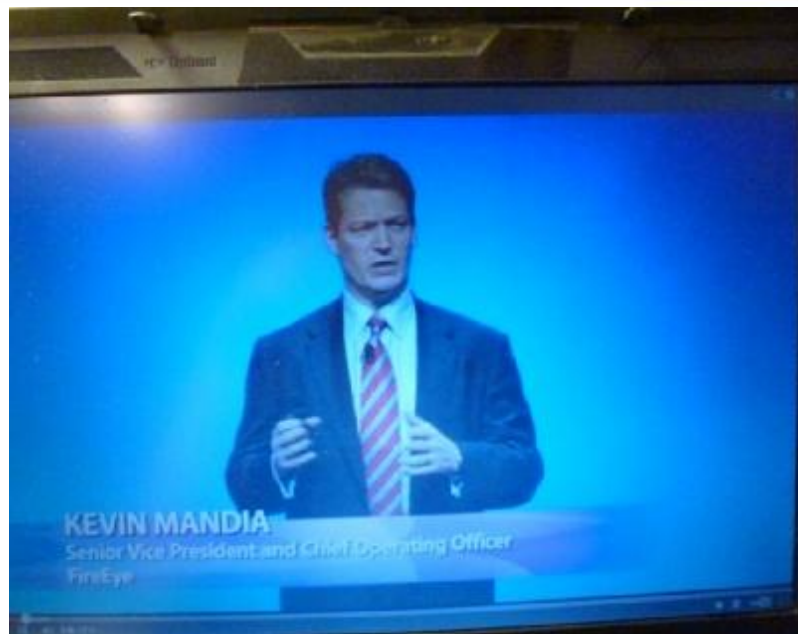 KEVIN MANDIA
Senior Vice President and Chief Operating Officer
FireEye